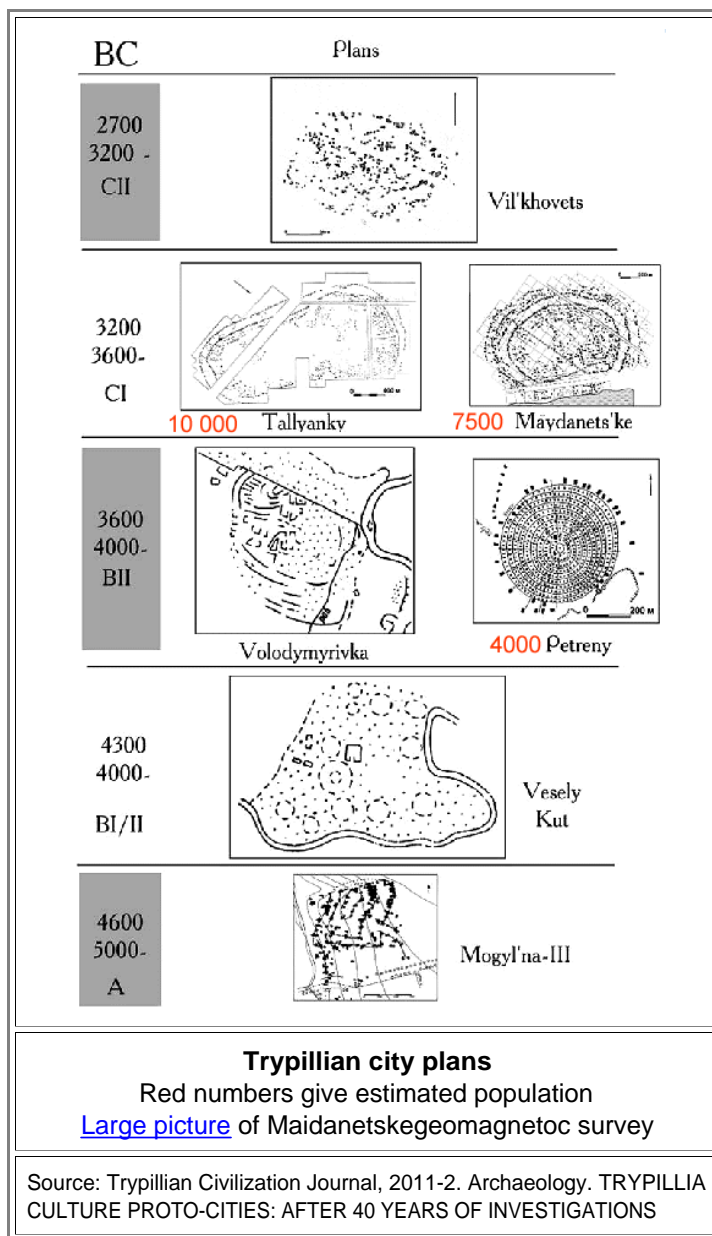 BC Plans
2700
3200 -
CII
Vil'khovets
3200
3600-
CI
10 000 Tallyanky
7500 Maydanets'ke
3600
4000-
BII
Volodymyrivka
0 200 м
4000 Petreny
4300
4000-
BI/II
Vesely
Kut
4600
5000-
A
Mogyl'na-III
Trypillian city plans
Red numbers give estimated population
Large picture of Maidanetskegeomagnetoc survey
Source: Trypillian Civilization Journal, 2011-2. Archaeology. TRYPILLIA
CULTURE PROTO-CITIES: AFTER 40 YEARS OF INVESTIGATIONS